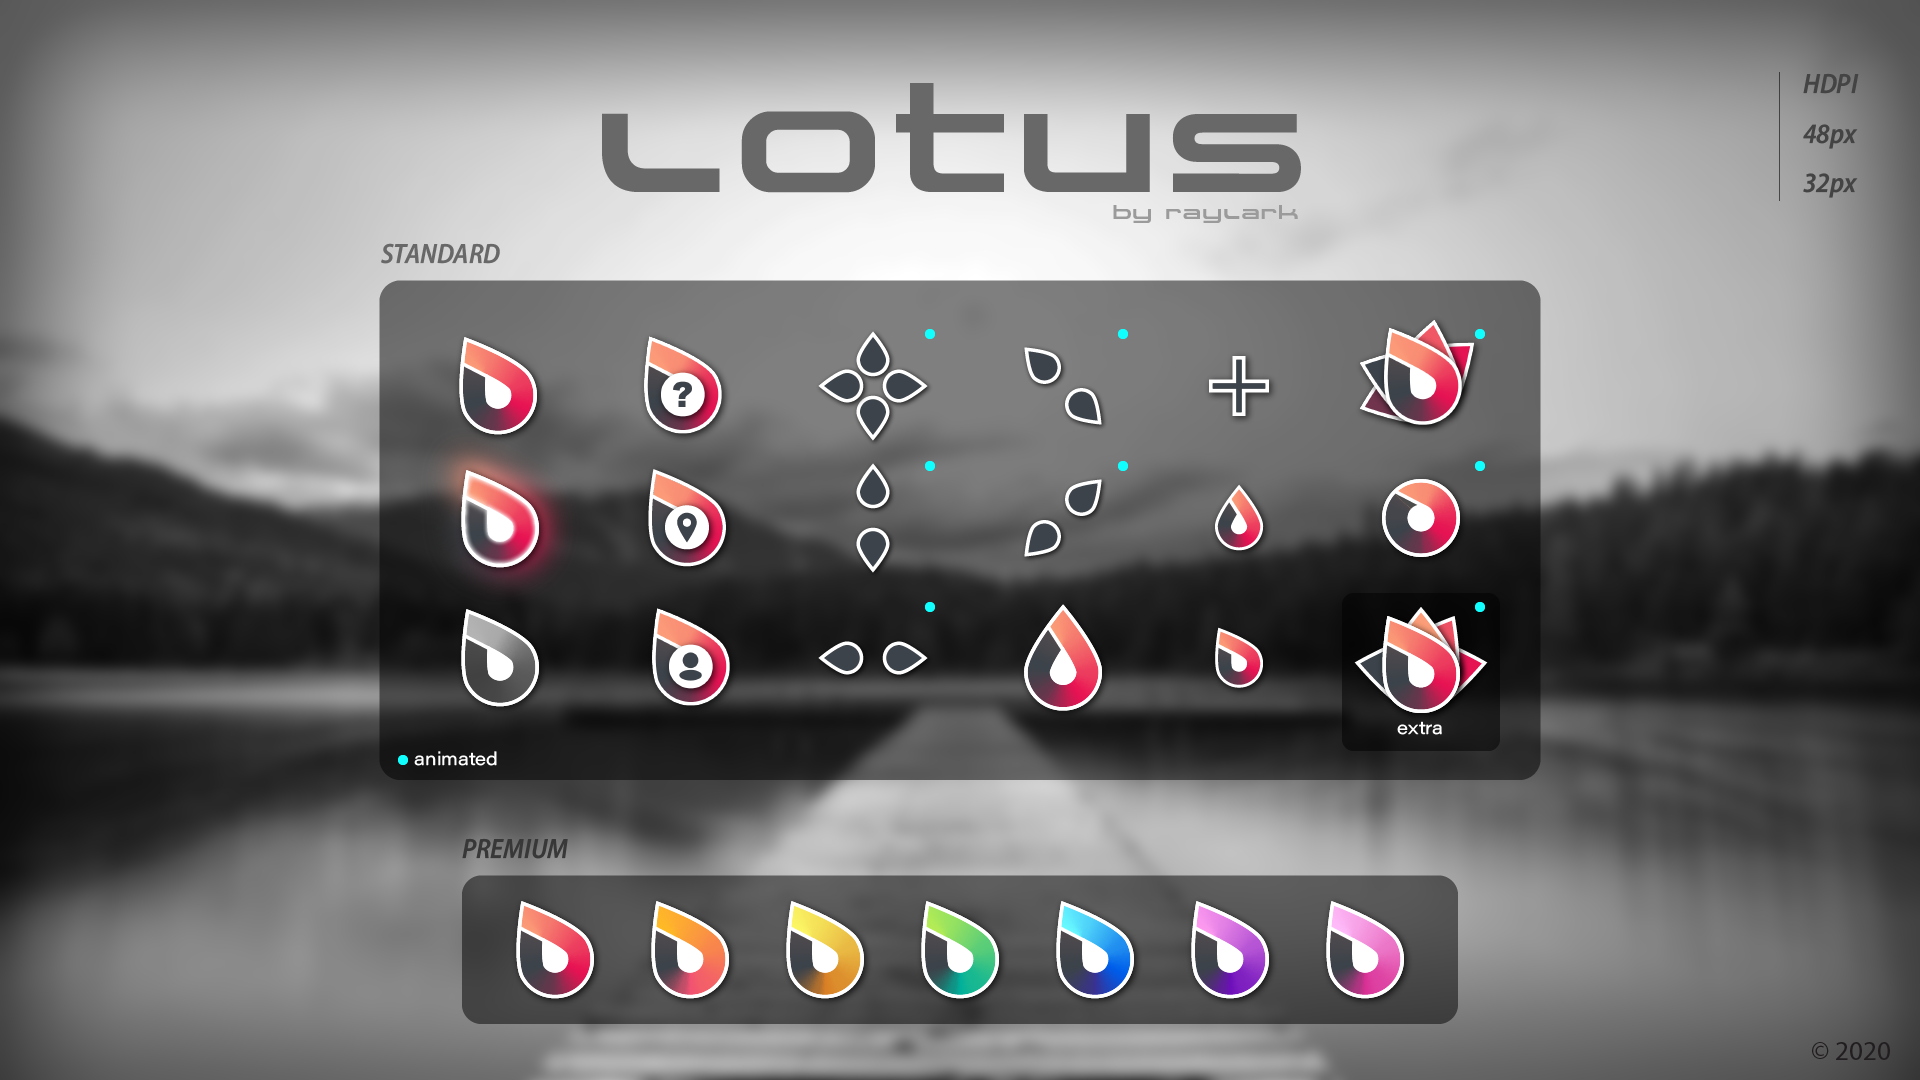 Lotus
by raylark
HDPI
48px
32px
STANDARD
?
extra
animated
PREMIUM
© 2020